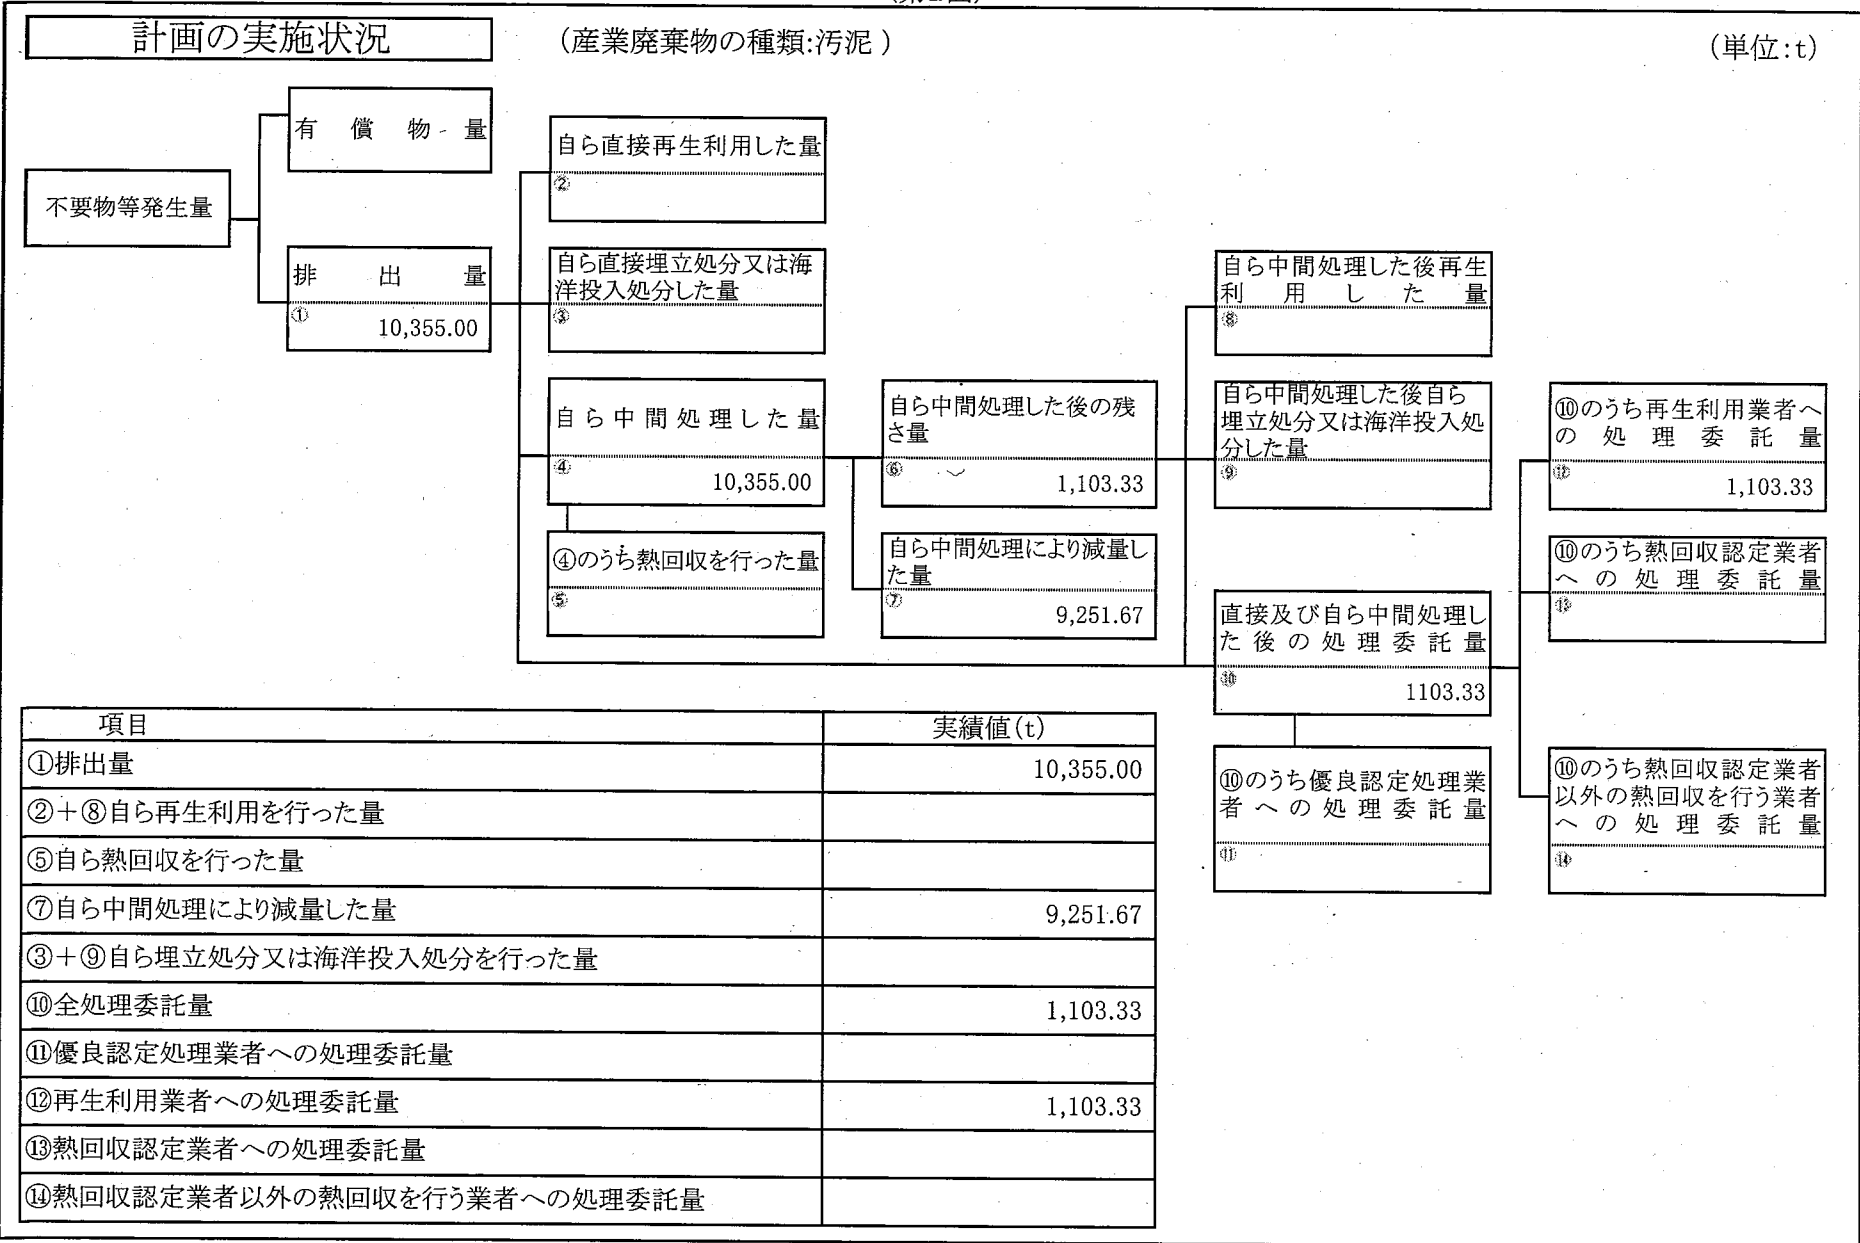 計画の実施状況
(産業廃棄物の種類:汚泥)
(単位:t)
有償物量
不要物等発生量
排出量
①
10,355.00
自ら直接再生利用した量
②
自ら直接埋立処分又は海
洋投入処分した量
③
自ら中間処理した量
④
10,355.00
④のうち熱回収を行った量
⑤
自ら中間処理した後の残
さ量
⑥
1,103.33
自ら中間処理により減量し
た量
⑦
9,251.67
自ら中間処理した後再生
利用した量
⑧
自ら中間処理した後自ら
埋立処分又は海洋投入処
分した量
⑨
直接及び自ら中間処理し
た後の処理委託量
⑩
1103.33
⑩のうち優良認定処理業
者への処理委託量
⑪
⑩のうち再生利用業者へ
の処理委託量
⑫
1,103.33
⑩のうち熱回収認定業者
への処理委託量
⑬
⑩のうち熱回収認定業者
以外の熱回収を行う業者
への処理委託量
⑭
項目 実績値(t)
①排出量 10,355.00
②+⑧自ら再生利用を行った量
⑤自ら熱回収を行った量
⑦自ら中間処理により減量した量 9,251.67
③+⑨自ら埋立処分又は海洋投入処分を行った量
⑩全処理委託量 1,103.33
⑪優良認定処理業者への処理委託量
⑫再生利用業者への処理委託量 1,103.33
⑬熱回収認定業者への処理委託量
⑭熱回収認定業者以外の熱回収を行う業者への処理委託量